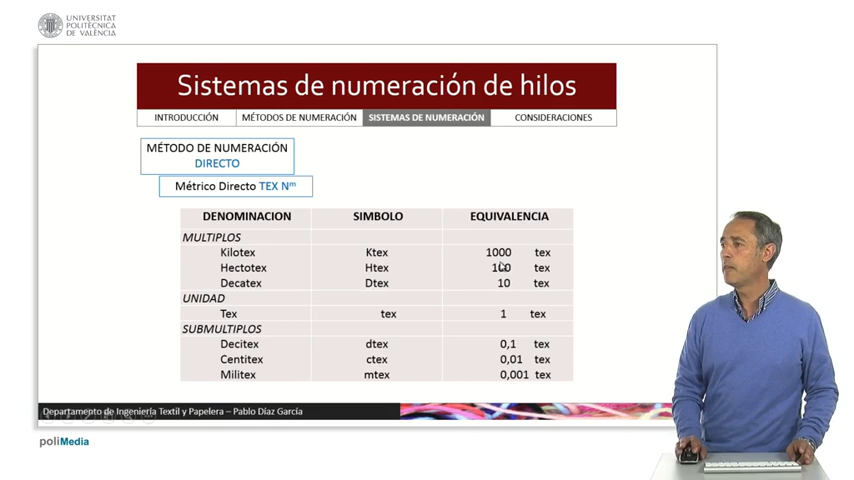 UNIVERSITAT
POLITÈCNICA
DE VALÈNCIA
Sistemas de numeración de hilos
INTRODUCCIÓN MÉTODOS DE NUMERACIÓN SISTEMAS DE NUMERACIÓN CONSIDERACIONES
MÉTODO DE NUMERACIÓN
DIRECTO
Métrico Directo TEX Nᵐ
DENOMINACION SIMBOLO EQUIVALENCIA
MULTIPLOS
Kilotex Ktex 1000 tex
Hectotex Htex 100 tex
Decatex Dtex 10 tex
UNIDAD
Tex tex 1 tex
SUBMULTIPLOS
Decitex dtex 0,1 tex
Centitex ctex 0,01 tex
Militex mtex 0,001 tex
Departamento de Ingeniería Textil y Papelera – Pablo Díaz García
poliMedia